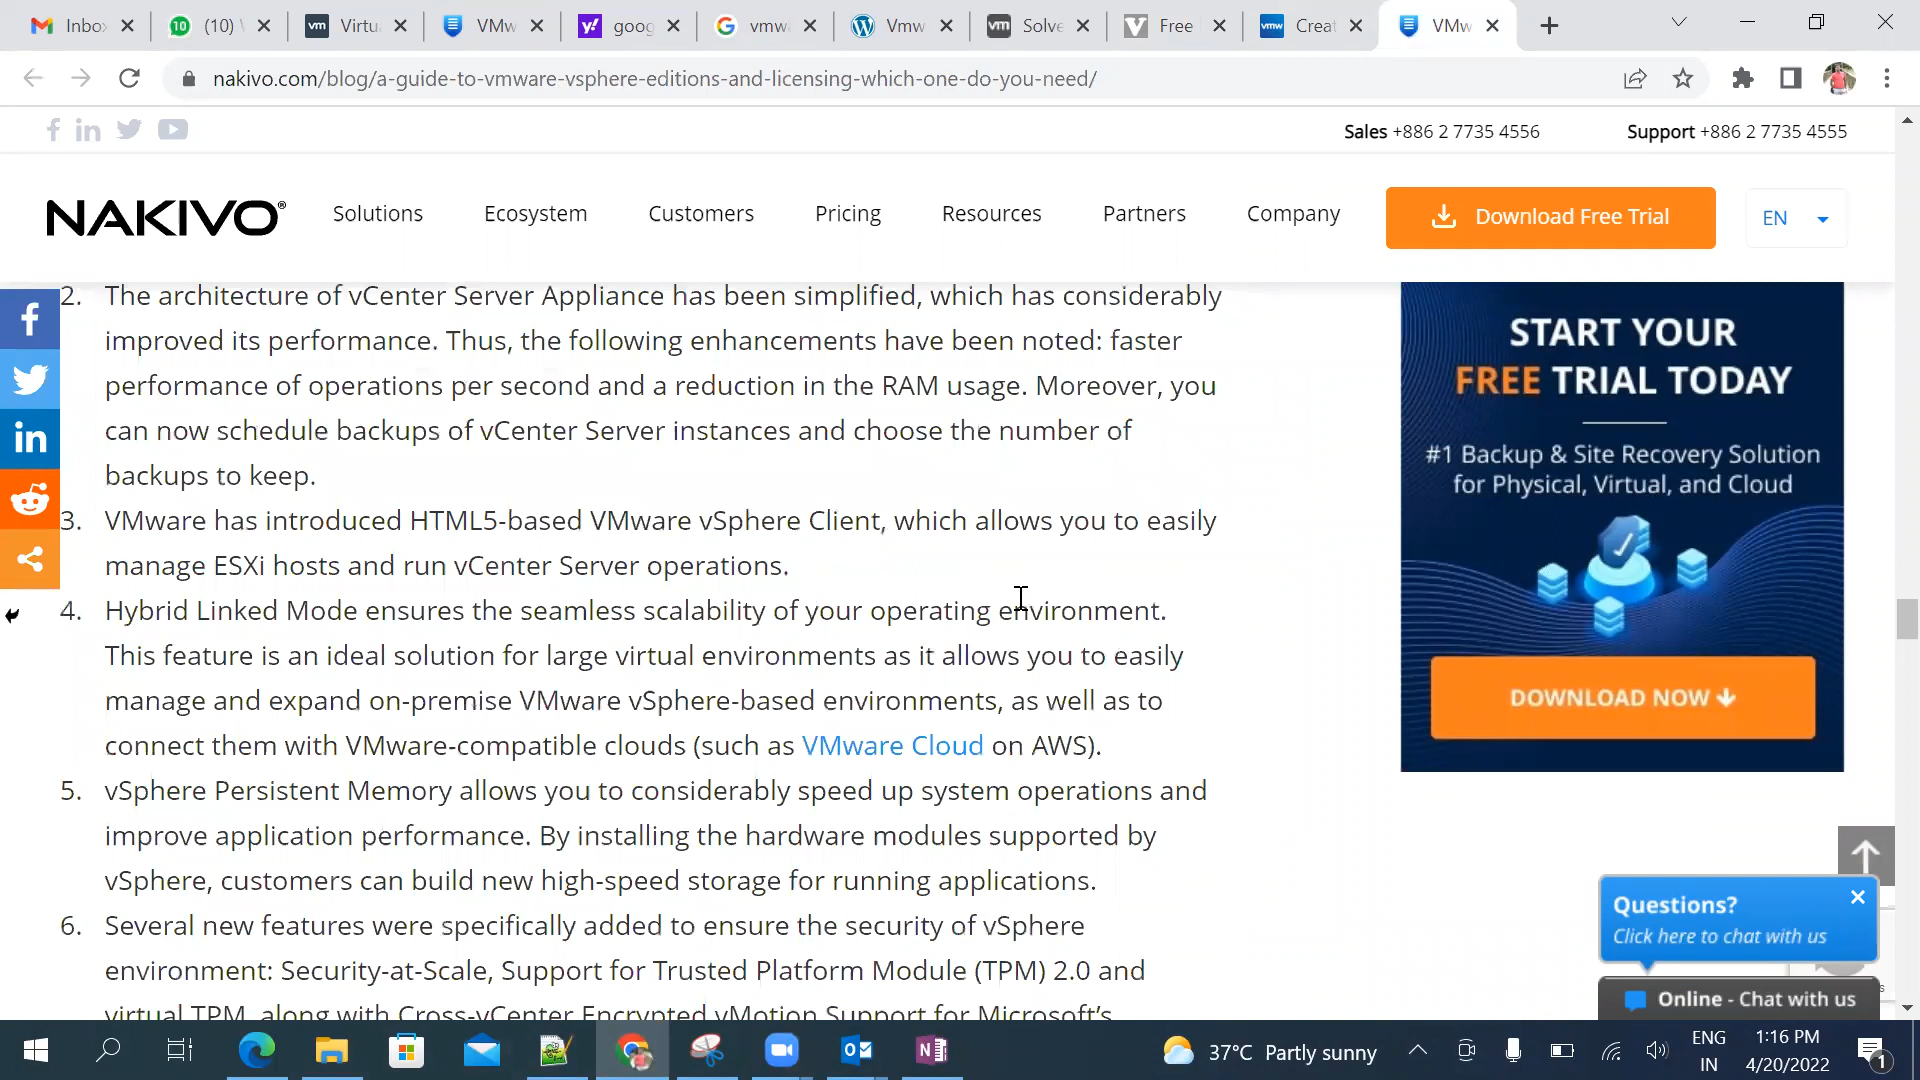 Inbox
(10) W
Virtu
VMw
goog
vmwa
Vmw
Solve
Free
Creat
VMw
nakivo.com/blog/a-guide-to-vmware-vsphere-editions-and-licensing-which-one-do-you-need/
Sales +886 2 7735 4556
Support +886 2 7735 4555
NAKIVO®
Solutions
Ecosystem
Customers
Pricing
Resources
Partners
Company
Download Free Trial
EN
2. The architecture of vCenter Server Appliance has been simplified, which has considerably
improved its performance. Thus, the following enhancements have been noted: faster
performance of operations per second and a reduction in the RAM usage. Moreover, you
can now schedule backups of vCenter Server instances and choose the number of
backups to keep.
3. VMware has introduced HTML5-based VMware vSphere Client, which allows you to easily
manage ESXi hosts and run vCenter Server operations.
4. Hybrid Linked Mode ensures the seamless scalability of your operating environment.
This feature is an ideal solution for large virtual environments as it allows you to easily
manage and expand on-premise VMware vSphere-based environments, as well as to
connect them with VMware-compatible clouds (such as VMware Cloud on AWS).
5. vSphere Persistent Memory allows you to considerably speed up system operations and
improve application performance. By installing the hardware modules supported by
vSphere, customers can build new high-speed storage for running applications.
6. Several new features were specifically added to ensure the security of vSphere
environment: Security-at-Scale, Support for Trusted Platform Module (TPM) 2.0 and
virtual TPM, along with Cross-vCenter Encrypted vMotion Support for Microsoft's
START YOUR
FREE TRIAL TODAY
#1 Backup & Site Recovery Solution
for Physical, Virtual, and Cloud
DOWNLOAD NOW
Questions?
Click here to chat with us
Online - Chat with us
37°C Partly sunny
ENG
IN
1:16 PM
4/20/2022
1